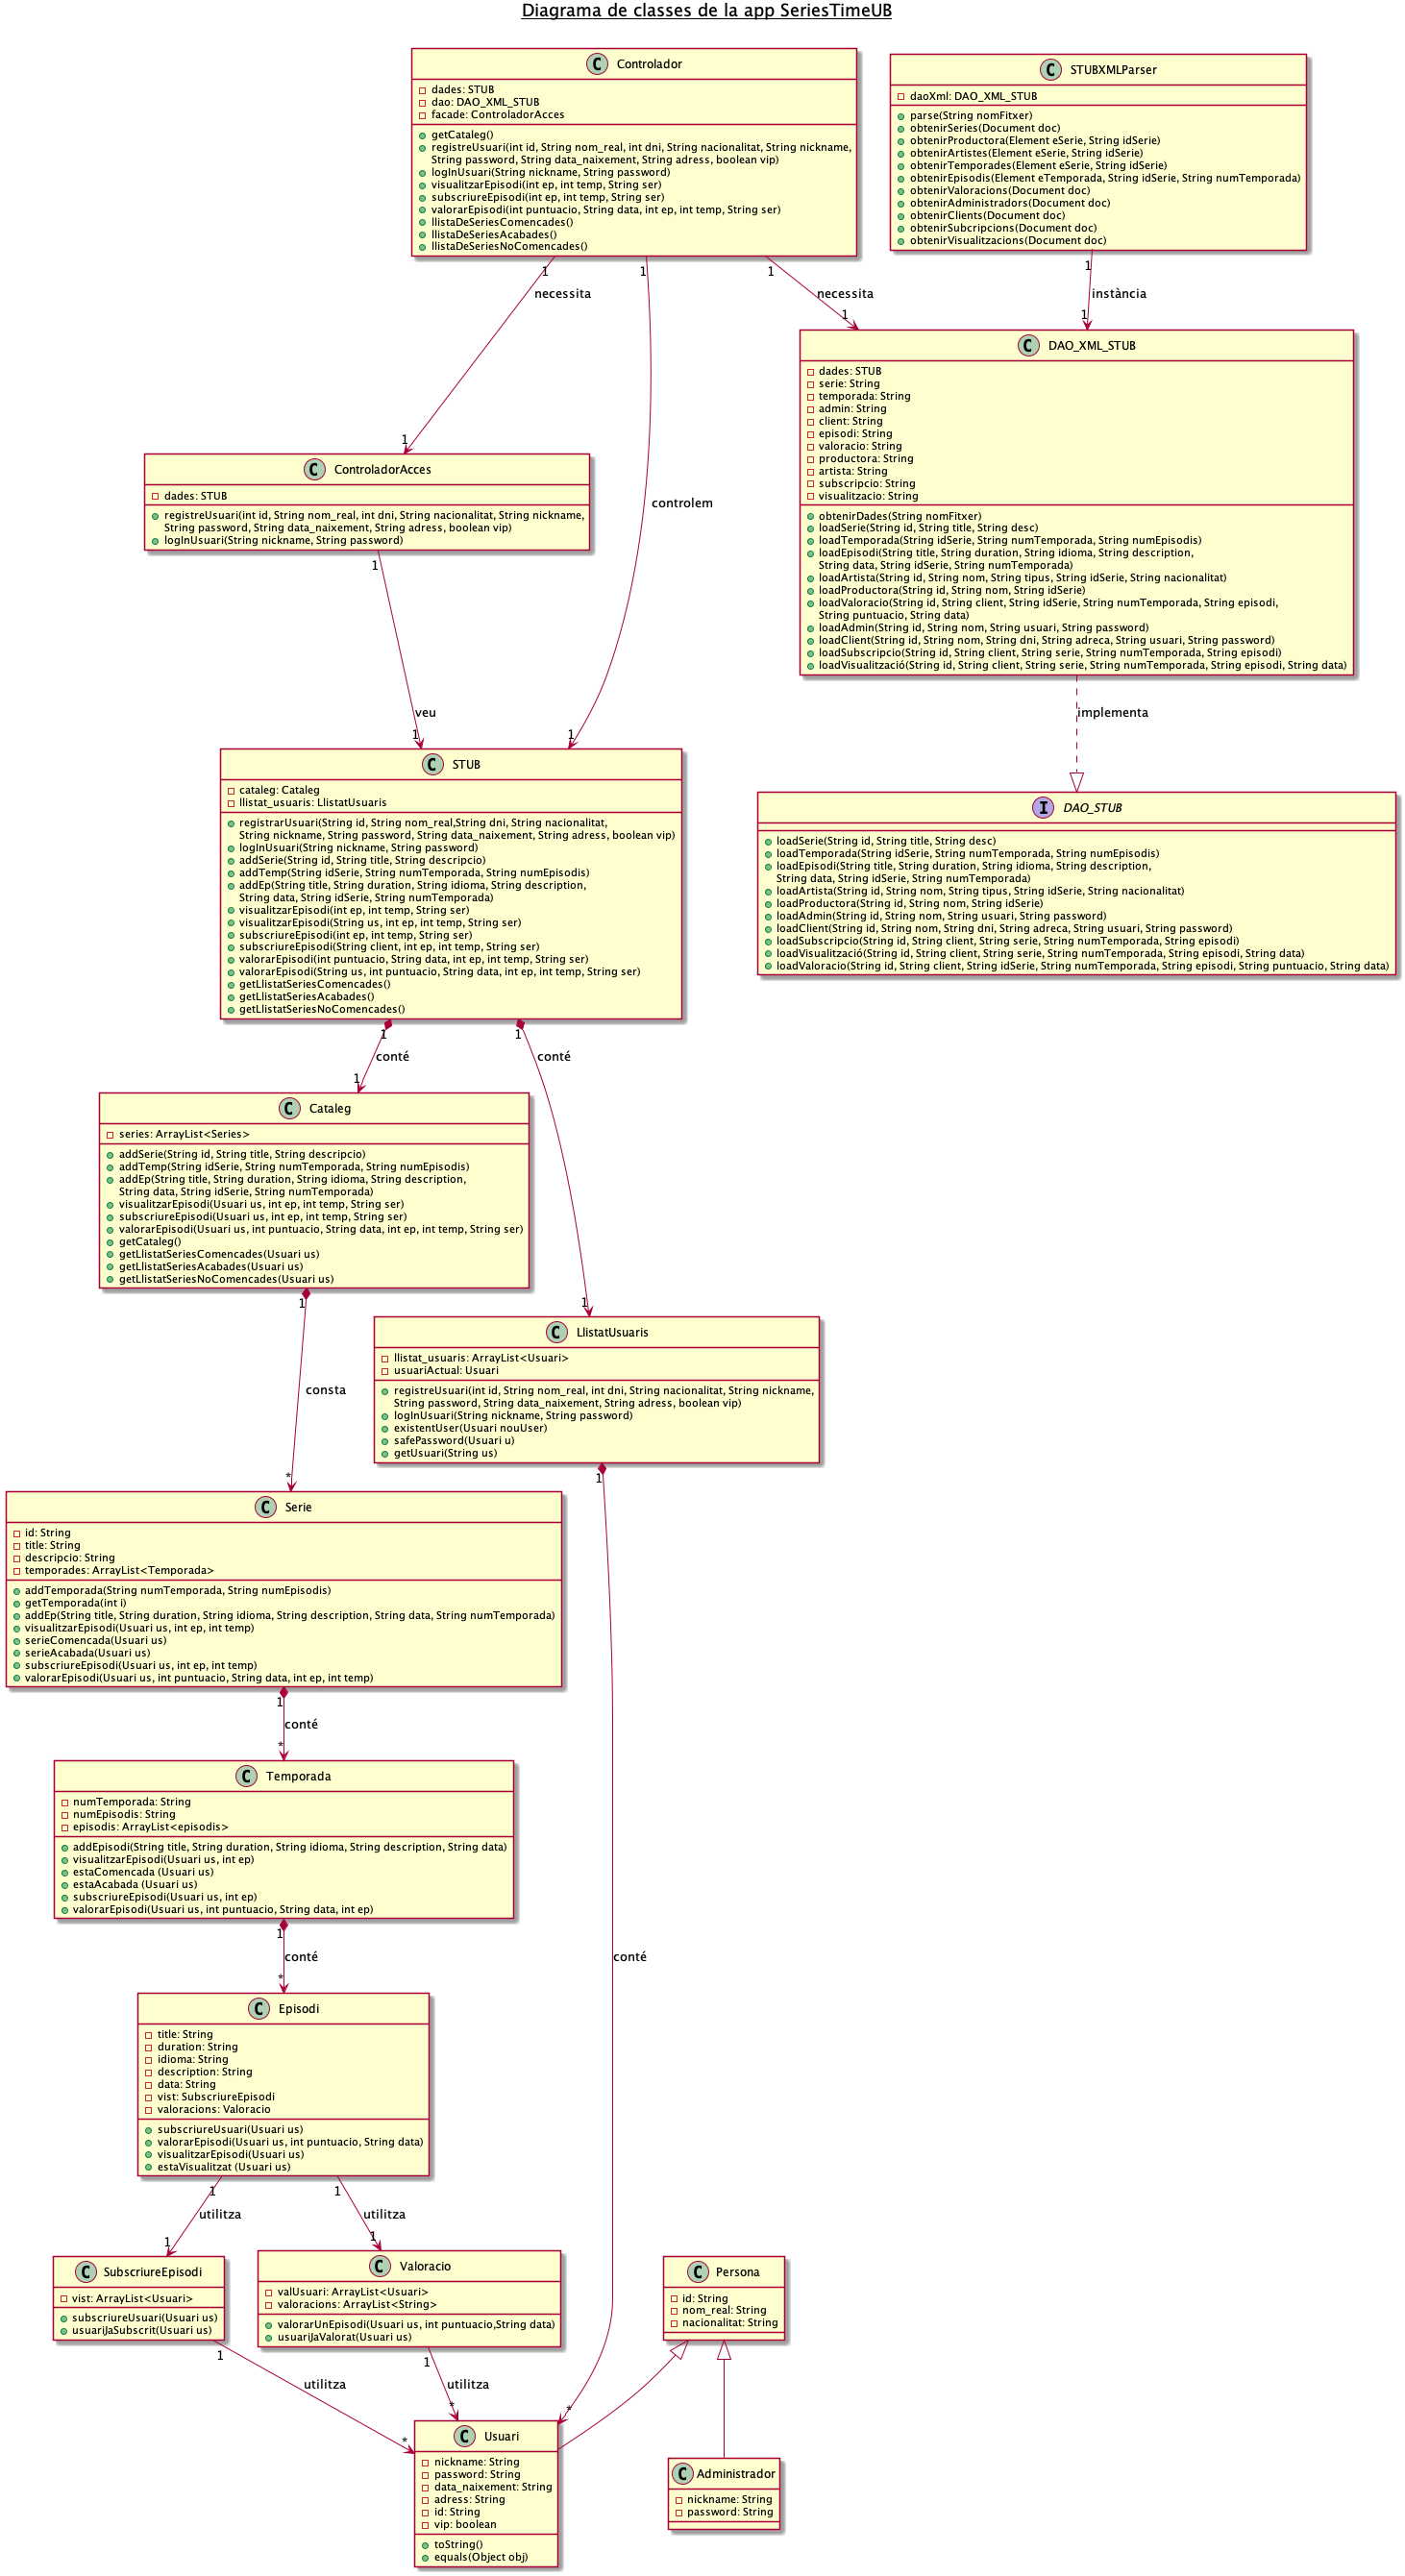 Diagrama de classes de la app SeriesTimeUB
C Controlador
dades: STUB
dao: DAO_XML_STUB
facade: ControladorAcces
getCataleg()
registreUsuari(int id, String nom_real, int dni, String nacionalitat, String nickname,
String password, String data_naixement, String adress, boolean vip)
logInUsuari(String nickname, String password)
visualitzarEpisodi(int ep, int temp, String ser)
subscriureEpisodi(int ep, int temp, String ser)
valorarEpisodi(int puntuacio, String data, int ep, int temp, String ser)
llistaDeSeriesComencades()
llistaDeSeriesAcabades()
llistaDeSeriesNoComencades()
C STUBXMLParser
daoXml: DAO_XML_STUB
parse(String nomFitxer)
obtenirSeries(Document doc)
obtenirProductora(Element eSerie, String idSerie)
obtenirArtistes(Element eSerie, String idSerie)
obtenirTemporades(Element eSerie, String idSerie)
obtenirEpisodis(Element eTemporada, String idSerie, String numTemporada)
obtenirValoracions(Document doc)
obtenirAdministradors(Document doc)
obtenirClients(Document doc)
obtenirSubcripcions(Document doc)
obtenirVisualitzacions(Document doc)
1
1
1
1
necessita
necessita
instància
1
1
C DAO_XML_STUB
dades: STUB
serie: String
temporada: String
admin: String
client: String
episodi: String
valoracio: String
productora: String
artista: String
subscripcio: String
visualitzacio: String
obtenirDades(String nomFitxer)
loadSerie(String id, String title, String desc)
loadTemporada(String idSerie, String numTemporada, String numEpisodis)
loadEpisodi(String title, String duration, String idioma, String description,
String data, String idSerie, String numTemporada)
loadArtista(String id, String nom, String tipus, String idSerie, String nacionalitat)
loadProductora(String id, String nom, String idSerie)
loadValoracio(String id, String client, String idSerie, String numTemporada, String episodi,
String puntuacio, String data)
loadAdmin(String id, String nom, String usuari, String password)
loadClient(String id, String nom, String dni, String adreca, String usuari, String password)
loadSubscripcio(String id, String client, String serie, String numTemporada, String episodi)
loadVisualització(String id, String client, String serie, String numTemporada, String episodi, String data)
1
C ControladorAcces
dades: STUB
registreUsuari(int id, String nom_real, int dni, String nacionalitat, String nickname,
String password, String data_naixement, String adress, boolean vip)
logInUsuari(String nickname, String password)
controlem
1
veu
implementa
1
1
C STUB
cataleg: Cataleg
llistat_usuaris: LlistatUsuaris
registrarUsuari(String id, String nom_real,String dni, String nacionalitat,
String nickname, String password, String data_naixement, String adress, boolean vip)
logInUsuari(String nickname, String password)
addSerie(String id, String title, String descripcio)
addTemp(String idSerie, String numTemporada, String numEpisodis)
addEp(String title, String duration, String idioma, String description,
String data, String idSerie, String numTemporada)
visualitzarEpisodi(int ep, int temp, String ser)
visualitzarEpisodi(String us, int ep, int temp, String ser)
subscriureEpisodi(int ep, int temp, String ser)
subscriureEpisodi(String client, int ep, int temp, String ser)
valorarEpisodi(int puntuacio, String data, int ep, int temp, String ser)
valorarEpisodi(String us, int puntuacio, String data, int ep, int temp, String ser)
getLlistatSeriesComencades()
getLlistatSeriesAcabades()
getLlistatSeriesNoComencades()
I DAO_STUB
loadSerie(String id, String title, String desc)
loadTemporada(String idSerie, String numTemporada, String numEpisodis)
loadEpisodi(String title, String duration, String idioma, String description,
String data, String idSerie, String numTemporada)
loadArtista(String id, String nom, String tipus, String idSerie, String nacionalitat)
loadProductora(String id, String nom, String idSerie)
loadAdmin(String id, String nom, String usuari, String password)
loadClient(String id, String nom, String dni, String adreca, String usuari, String password)
loadSubscripcio(String id, String client, String serie, String numTemporada, String episodi)
loadVisualització(String id, String client, String serie, String numTemporada, String episodi, String data)
loadValoracio(String id, String client, String idSerie, String numTemporada, String episodi, String puntuacio, String data)
1
1
conté
conté
1
C Cataleg
series: ArrayList<Series>
addSerie(String id, String title, String descripcio)
addTemp(String idSerie, String numTemporada, String numEpisodis)
addEp(String title, String duration, String idioma, String description,
String data, String idSerie, String numTemporada)
visualitzarEpisodi(Usuari us, int ep, int temp, String ser)
subscriureEpisodi(Usuari us, int ep, int temp, String ser)
valorarEpisodi(Usuari us, int puntuacio, String data, int ep, int temp, String ser)
getCataleg()
getLlistatSeriesComencades(Usuari us)
getLlistatSeriesAcabades(Usuari us)
getLlistatSeriesNoComencades(Usuari us)
1
1
C LlistatUsuaris
llistat_usuaris: ArrayList<Usuari>
usuariActual: Usuari
registreUsuari(int id, String nom_real, int dni, String nacionalitat, String nickname,
String password, String data_naixement, String adress, boolean vip)
logInUsuari(String nickname, String password)
existentUser(Usuari nouUser)
safePassword(Usuari u)
getUsuari(String us)
consta
*
1
C Serie
id: String
title: String
descripcio: String
temporades: ArrayList<Temporada>
addTemporada(String numTemporada, String numEpisodis)
getTemporada(int i)
addEp(String title, String duration, String idioma, String description, String data, String numTemporada)
visualitzarEpisodi(Usuari us, int ep, int temp)
serieComencada(Usuari us)
serieAcabada(Usuari us)
subscriureEpisodi(Usuari us, int ep, int temp)
valorarEpisodi(Usuari us, int puntuacio, String data, int ep, int temp)
1
conté
*
C Temporada
numTemporada: String
numEpisodis: String
episodis: ArrayList<episodis>
addEpisodi(String title, String duration, String idioma, String description, String data)
visualitzarEpisodi(Usuari us, int ep)
estaComencada (Usuari us)
estaAcabada (Usuari us)
subscriureEpisodi(Usuari us, int ep)
valorarEpisodi(Usuari us, int puntuacio, String data, int ep)
1
conté
conté
*
C Episodi
title: String
duration: String
idioma: String
description: String
data: String
vist: SubscriureEpisodi
valoracions: Valoracio
subscriureUsuari(Usuari us)
valorarEpisodi(Usuari us, int puntuacio, String data)
visualitzarEpisodi(Usuari us)
estaVisualitzat (Usuari us)
1
1
utilitza
utilitza
1
1
C SubscriureEpisodi
vist: ArrayList<Usuari>
subscriureUsuari(Usuari us)
usuariJaSubscrit(Usuari us)
C Valoracio
valUsuari: ArrayList<Usuari>
valoracions: ArrayList<String>
valorarUnEpisodi(Usuari us, int puntuacio,String data)
usuariJaValorat(Usuari us)
C Persona
id: String
nom_real: String
nacionalitat: String
1
1
utilitza
utilitza
*
*
*
C Usuari
nickname: String
password: String
data_naixement: String
adress: String
id: String
vip: boolean
toString()
equals(Object obj)
C Administrador
nickname: String
password: String